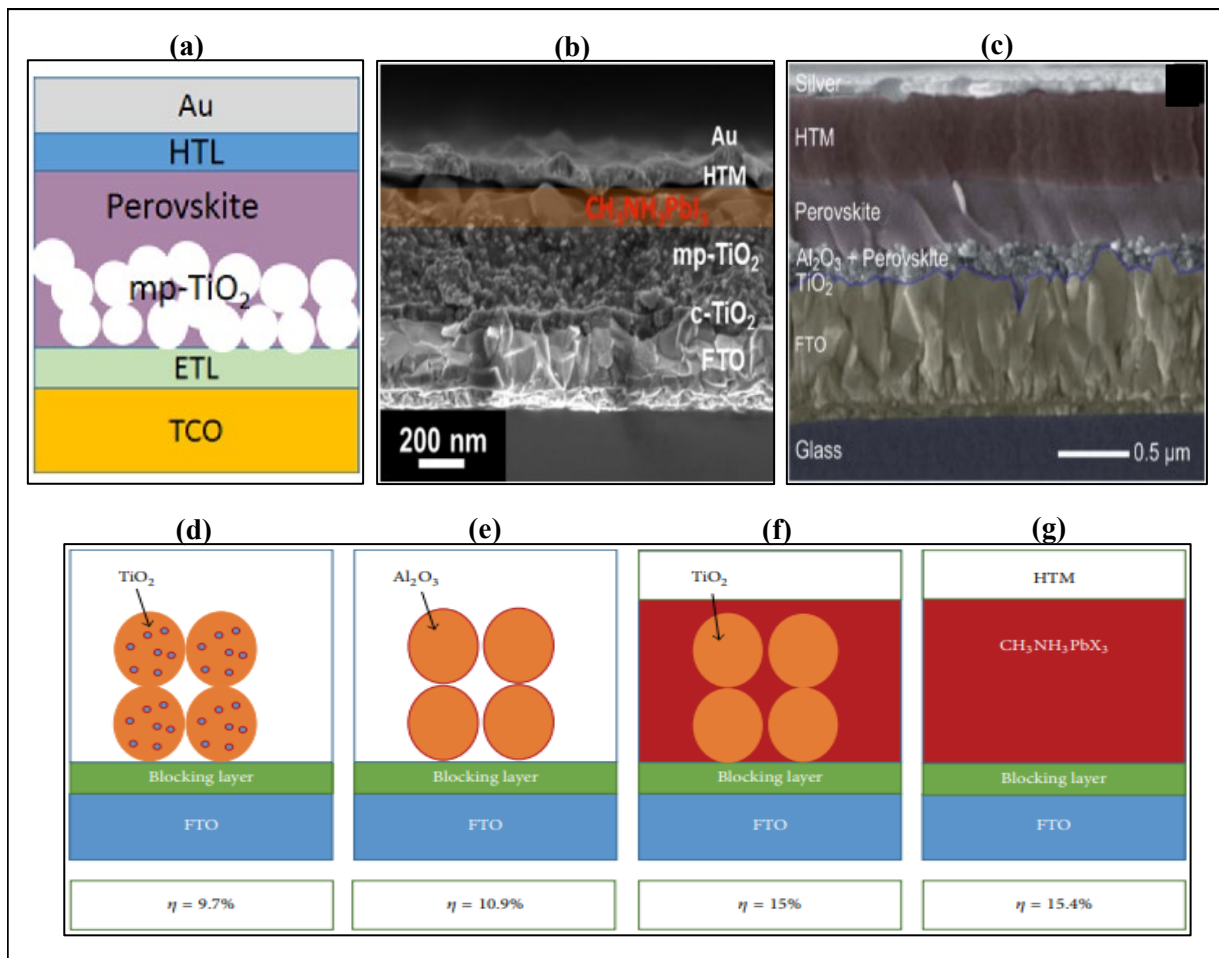 (a)
Au
HTL
Perovskite
mp-TiO₂
ETL
TCO
(b)
Au
HTM
CH₃NH₃PbI₃
mp-TiO₂
c-TiO₂
FTO
200 nm
(c)
Silver
HTM
Perovskite
Al₂O₃ + Perovskite
TiO₂
FTO
Glass
0.5 µm
(d)
TiO₂
Blocking layer
FTO
η = 9.7%
(e)
Al₂O₃
Blocking layer
FTO
η = 10.9%
(f)
TiO₂
Blocking layer
FTO
η = 15%
(g)
HTM
CH₃NH₃PbX₃
Blocking layer
FTO
η = 15.4%